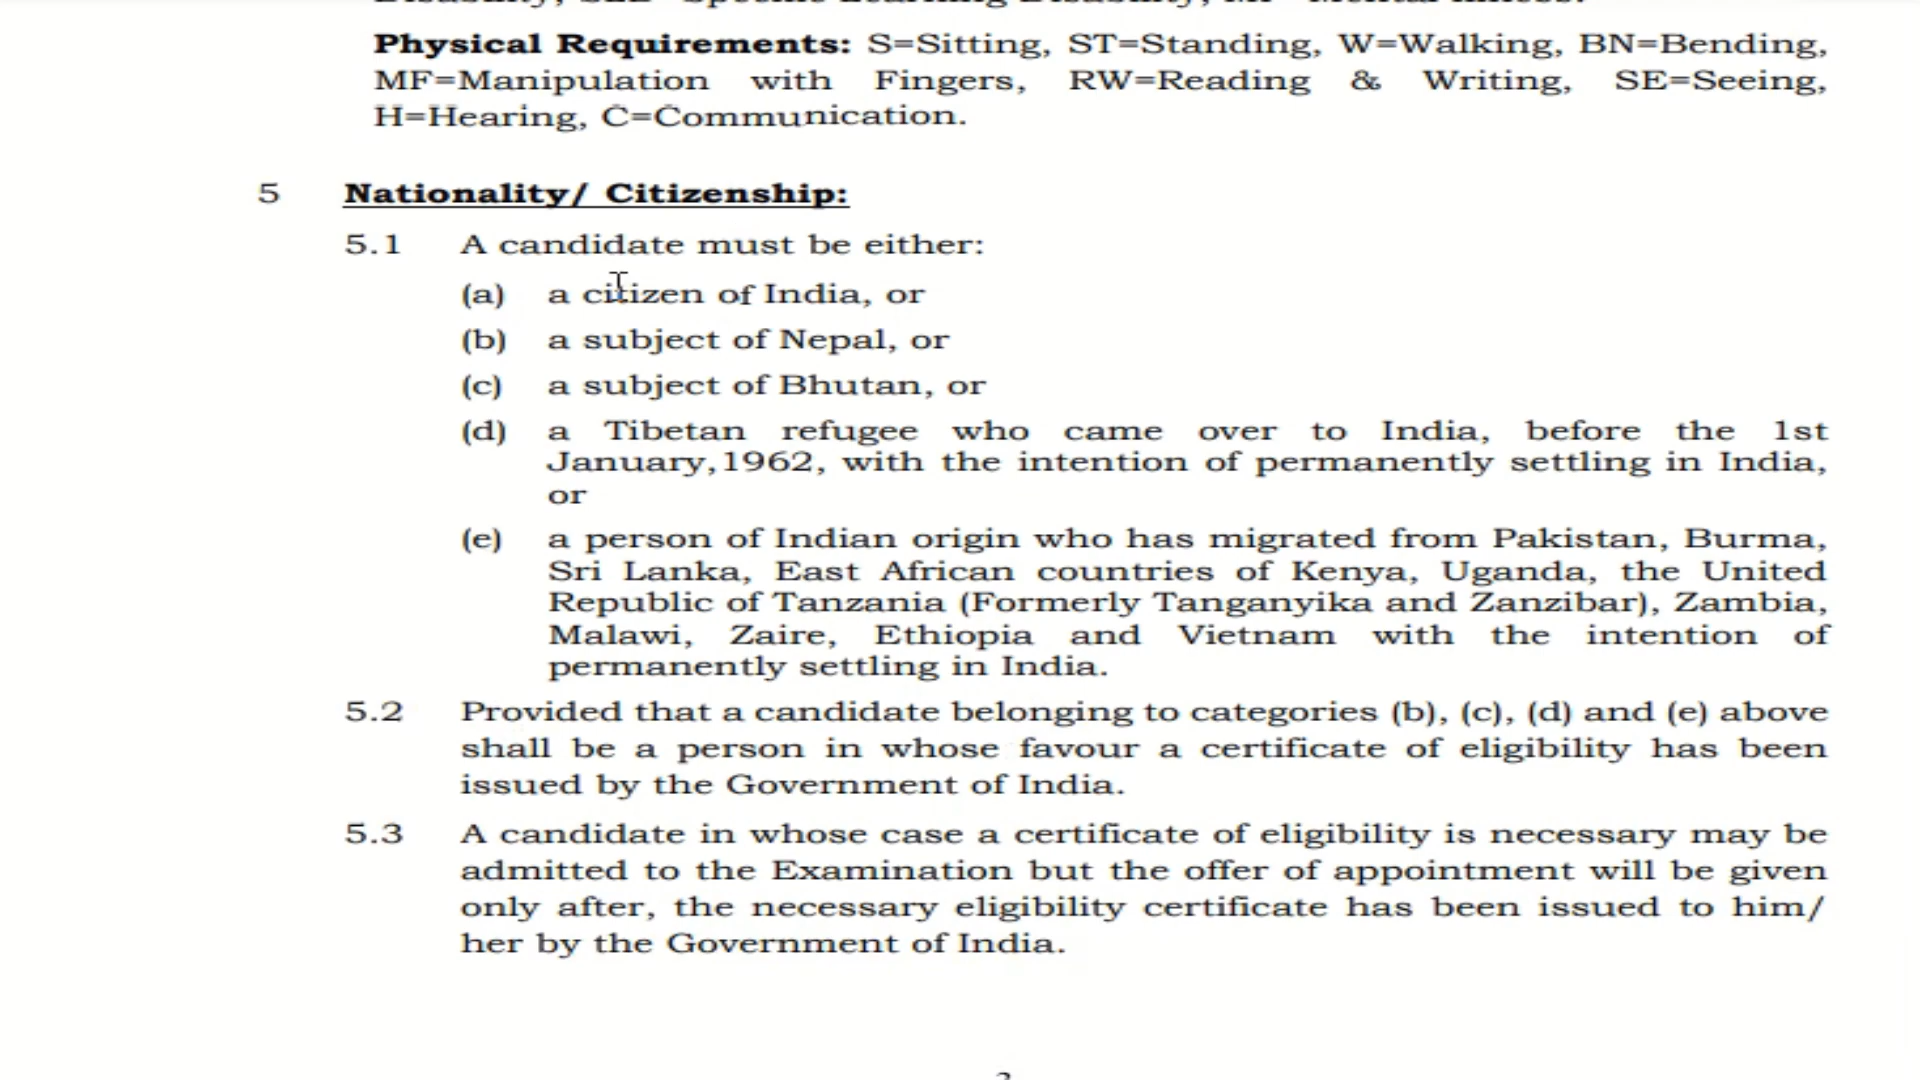 Physical Requirements: S=Sitting, ST=Standing, W=Walking, BN=Bending,
MF=Manipulation with Fingers, RW=Reading & Writing, SE=Seeing,
H=Hearing, C=Communication.
5 Nationality/ Citizenship:
5.1 A candidate must be either:
(a) a citizen of India, or
(b) a subject of Nepal, or
(c) a subject of Bhutan, or
(d) a Tibetan refugee who came over to India, before the 1st
January,1962, with the intention of permanently settling in India,
or
(e) a person of Indian origin who has migrated from Pakistan, Burma,
Sri Lanka, East African countries of Kenya, Uganda, the United
Republic of Tanzania (Formerly Tanganyika and Zanzibar), Zambia,
Malawi, Zaire, Ethiopia and Vietnam with the intention of
permanently settling in India.
5.2 Provided that a candidate belonging to categories (b), (c), (d) and (e) above
shall be a person in whose favour a certificate of eligibility has been
issued by the Government of India.
5.3 A candidate in whose case a certificate of eligibility is necessary may be
admitted to the Examination but the offer of appointment will be given
only after, the necessary eligibility certificate has been issued to him/
her by the Government of India.